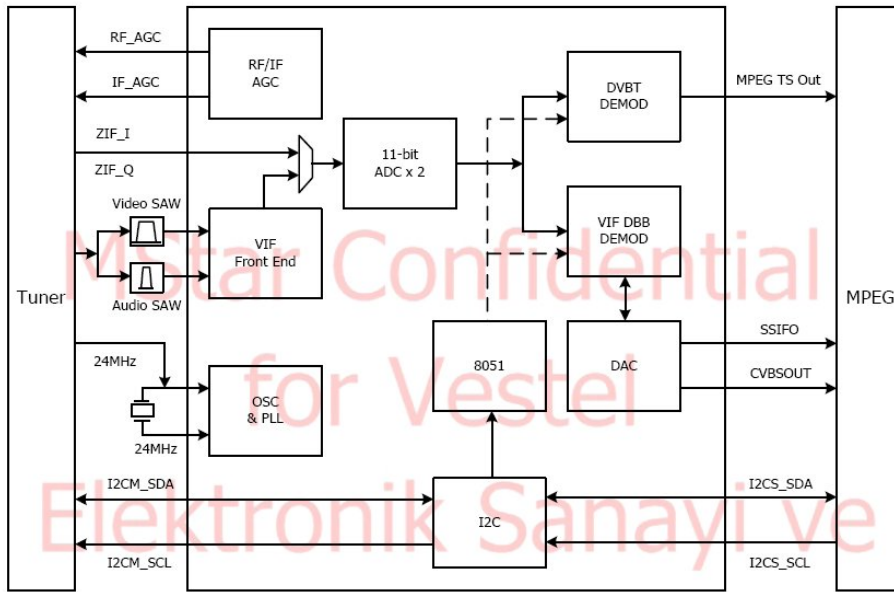 RF_AGC
IF_AGC
RF/IF
AGC
ZIF_I
ZIF_Q
11-bit
ADC x 2
DVBT
DEMOD
MPEG TS Out
Video SAW
VIF
Front End
Audio SAW
VIF DBB
DEMOD
MStar Confidential
Tuner
MPEG
24MHz
OSC
& PLL
24MHz
8051
DAC
SSIFO
CVBSOUT
for Vestel
I2CM_SDA
I2CM_SCL
I2C
I2CS_SDA
I2CS_SCL
Elektronik Sanayi ve